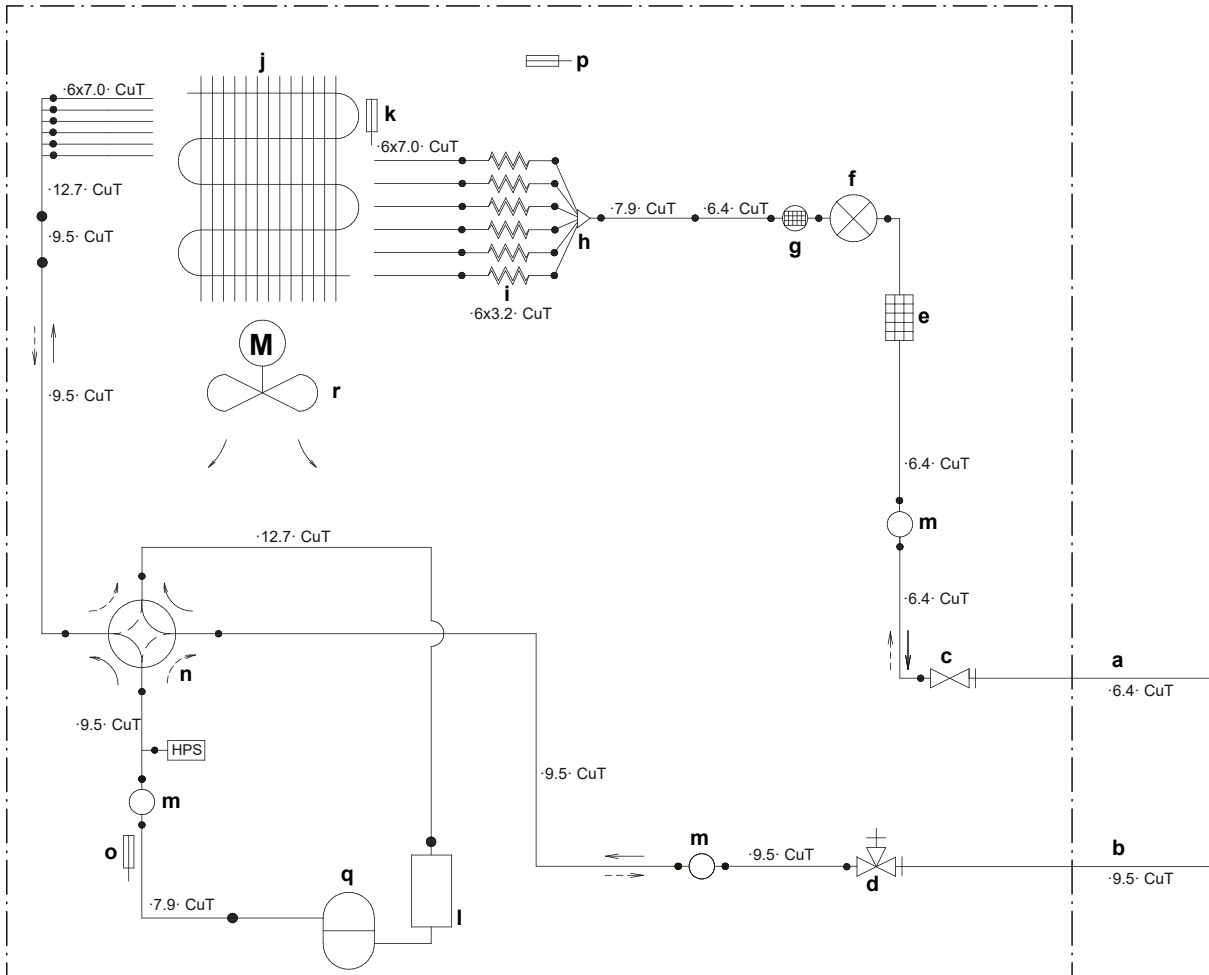 j
p
·6x7.0· CuT
k
·6x7.0· CuT
·12.7· CuT
f
·7.9· CuT
·6.4· CuT
·9.5· CuT
h
g
i
·6x3.2· CuT
e
M
r
·9.5· CuT
·6.4· CuT
m
·12.7· CuT
·6.4· CuT
c
a
n
·6.4· CuT
·9.5· CuT
HPS
·9.5· CuT
m
m
b
o
·9.5· CuT
d
·9.5· CuT
q
·7.9· CuT
l